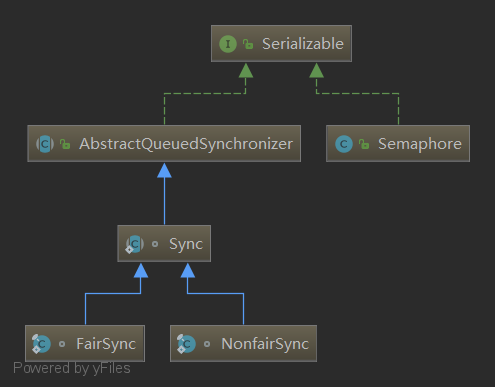 I Serializable
C AbstractQueuedSynchronizer
C Semaphore
C Sync
C FairSync
C NonfairSync
Powered by yFiles